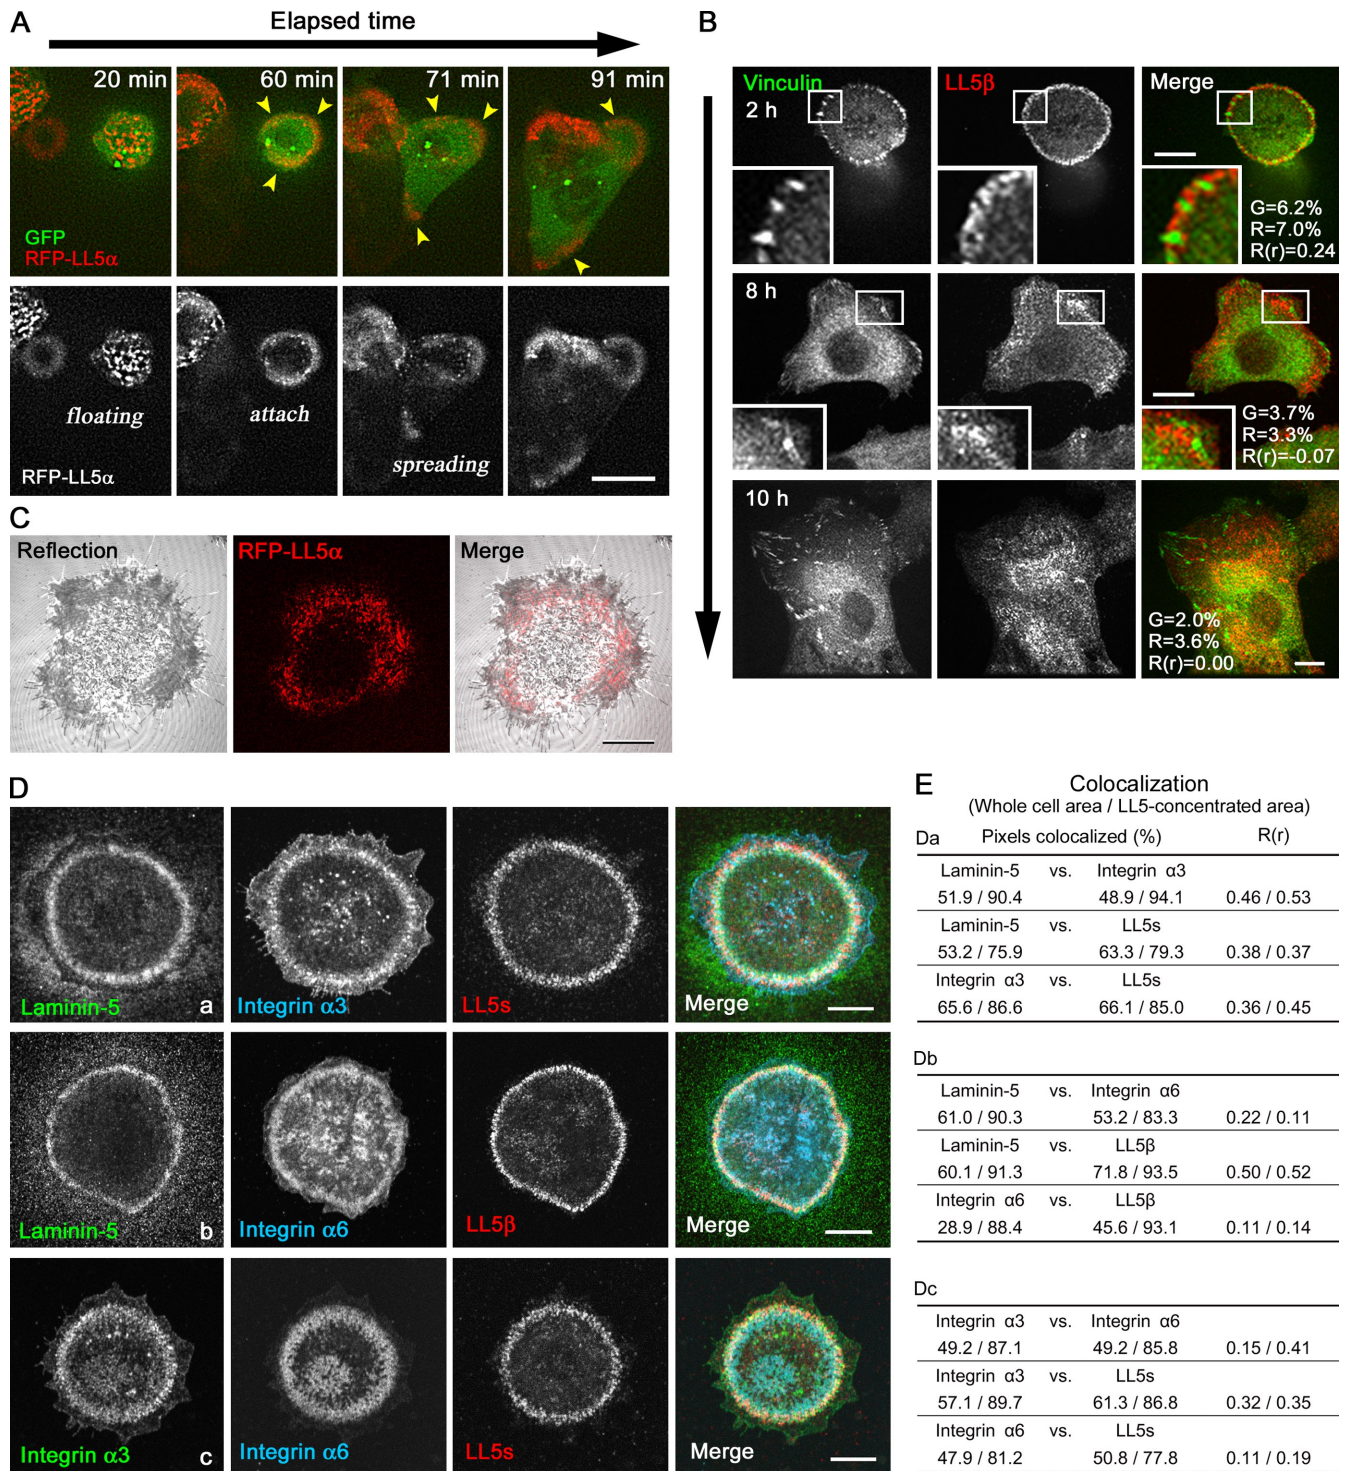 A
Elapsed time
20 min
60 min
71 min
91 min
GFP
RFP-LL5α
floating
attach
spreading
RFP-LL5α
B
Vinculin
LL5β
Merge
2 h
G=6.2%
R=7.0%
R(r)=0.24
8 h
G=3.7%
R=3.3%
R(r)=-0.07
10 h
G=2.0%
R=3.6%
R(r)=0.00
C
Reflection
RFP-LL5α
Merge
D
Laminin-5
a
Integrin α3
LL5s
Merge
Laminin-5
b
Integrin α6
LL5β
Merge
Integrin α3
c
Integrin α6
LL5s
Merge
E
Colocalization
(Whole cell area / LL5-concentrated area)
Da Pixels colocalized (%) R(r)
Laminin-5 vs. Integrin α3
51.9 / 90.4 48.9 / 94.1 0.46 / 0.53
Laminin-5 vs. LL5s
53.2 / 75.9 63.3 / 79.3 0.38 / 0.37
Integrin α3 vs. LL5s
65.6 / 86.6 66.1 / 85.0 0.36 / 0.45
Db
Laminin-5 vs. Integrin α6
61.0 / 90.3 53.2 / 83.3 0.22 / 0.11
Laminin-5 vs. LL5β
60.1 / 91.3 71.8 / 93.5 0.50 / 0.52
Integrin α6 vs. LL5β
28.9 / 88.4 45.6 / 93.1 0.11 / 0.14
Dc
Integrin α3 vs. Integrin α6
49.2 / 87.1 49.2 / 85.8 0.15 / 0.41
Integrin α3 vs. LL5s
57.1 / 89.7 61.3 / 86.8 0.32 / 0.35
Integrin α6 vs. LL5s
47.9 / 81.2 50.8 / 77.8 0.11 / 0.19